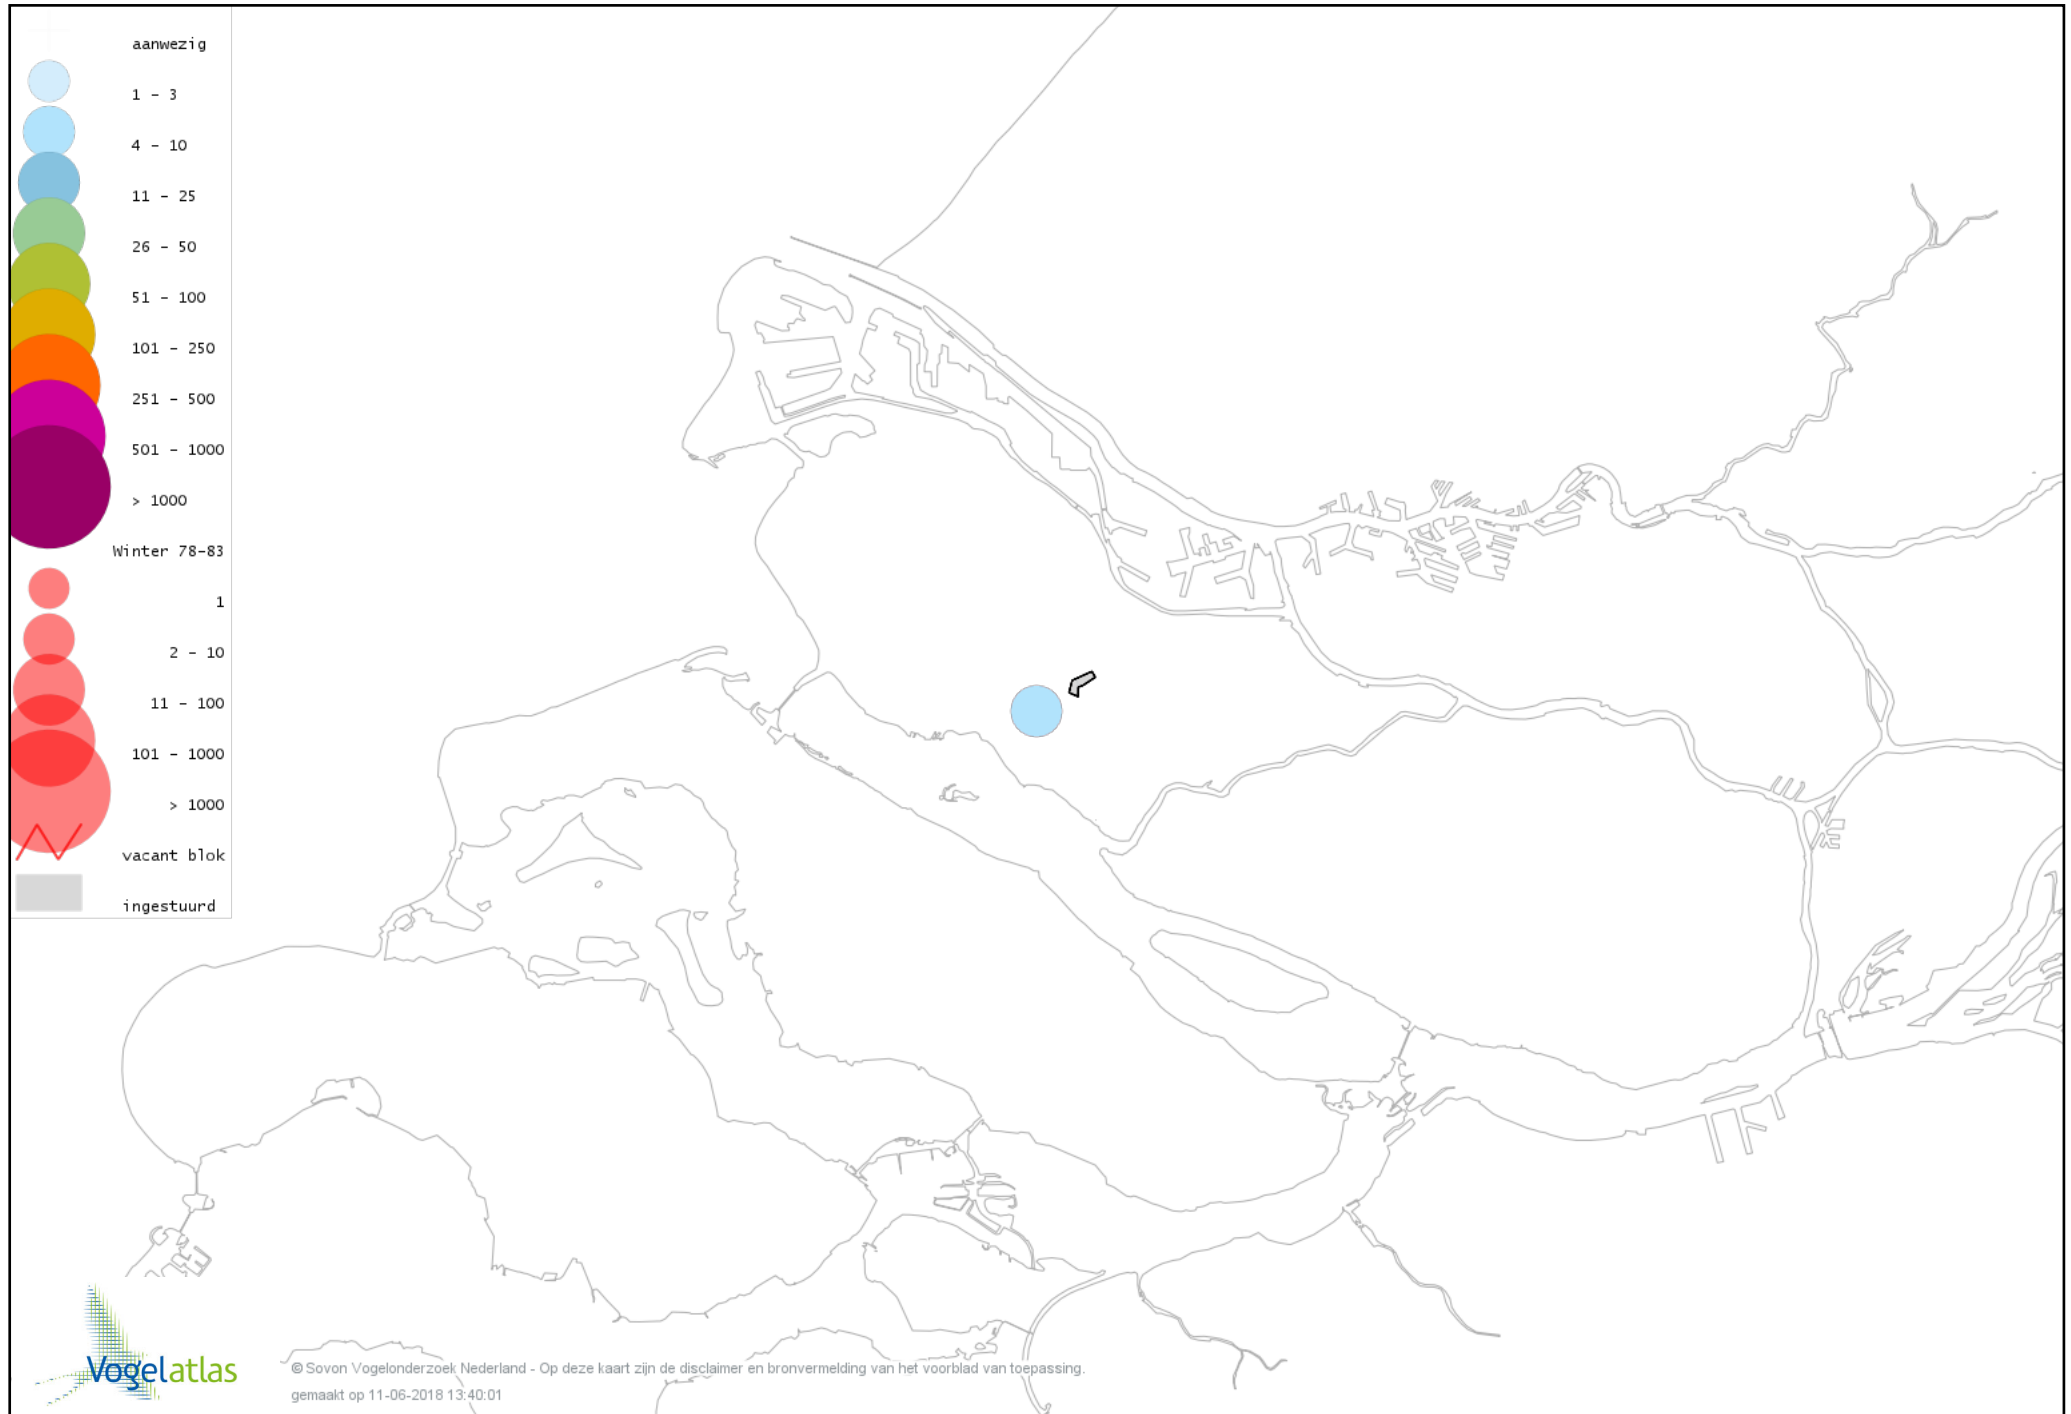 aanwezig
1 - 3
4 - 10
11 - 25
26 - 50
51 - 100
101 - 250
251 - 500
501 - 1000
> 1000
Winter 78-83
1
2 - 10
11 - 100
101 - 1000
> 1000
vacant blok
ingestuurd
Vogelatlas
© Sovon Vogelonderzoek Nederland - Op deze kaart zijn de disclaimer en bronvermelding van het voorblad van toepassing.
gemaakt op 11-06-2018 13:40:01